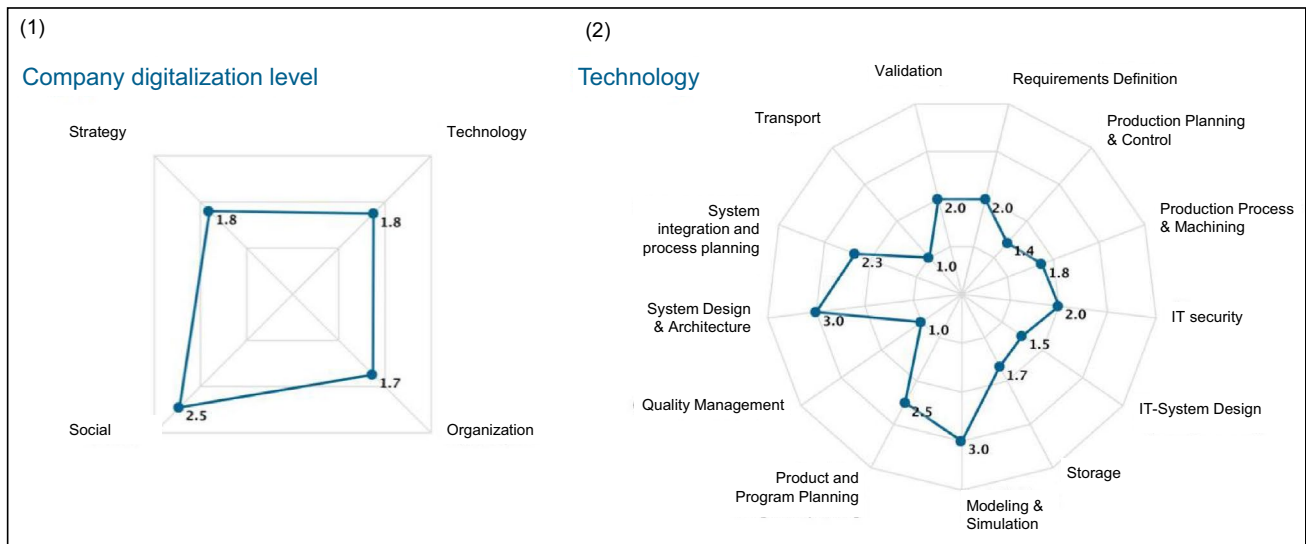 (1)
Company digitalization level
Strategy
Technology
1.8
1.8
1.7
2.5
Social
Organization
(2)
Technology
Validation
Requirements Definition
Transport
Production Planning
& Control
System
integration and
process planning
Production Process
& Machining
2.0
2.0
1.4
1.8
2.3
1.0
System Design
& Architecture
3.0
1.0
2.0
IT security
1.5
1.7
Quality Management
2.5
IT-System Design
3.0
Product and
Program Planning
Storage
Modeling &
Simulation